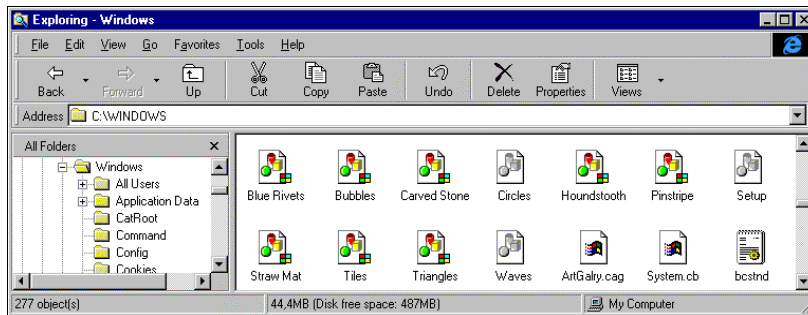 Exploring - Windows
File Edit View Go Favorites Tools Help
Back Forward Up Cut Copy Paste Undo Delete Properties Views
Address C:\WINDOWS
All Folders
Windows
All Users
Application Data
CatRoot
Command
Config
Cookies
Blue Rivets Bubbles Carved Stone Circles Houndstooth Pinstripe Setup
Straw Mat Tiles Triangles Waves ArtGalry.cag System.cb bcstnd
277 object(s) 44,4MB (Disk free space: 487MB) My Computer